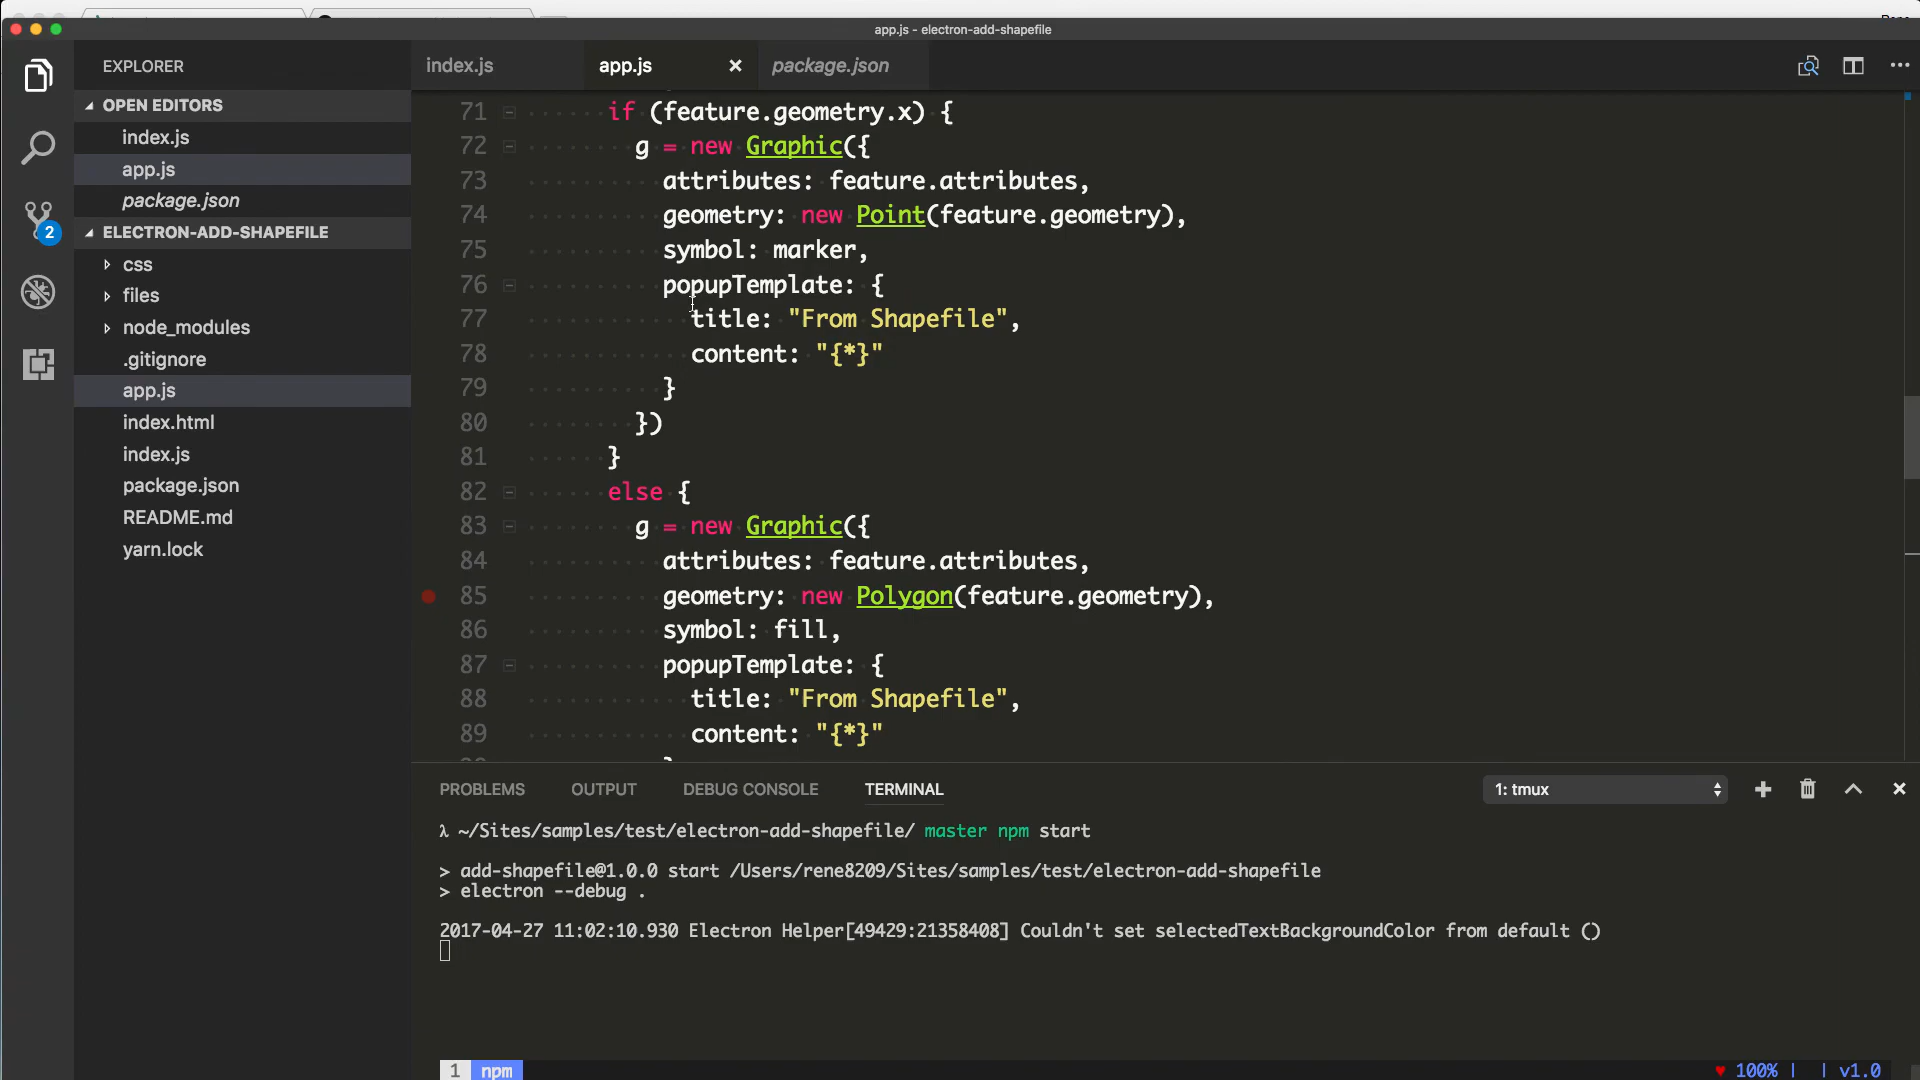 app.js - electron-add-shapefile
EXPLORER
index.js
app.js
package.json
OPEN EDITORS
index.js
app.js
package.json
2
ELECTRON-ADD-SHAPEFILE
css
files
node_modules
.gitignore
app.js
index.html
index.js
package.json
README.md
yarn.lock
71 if (feature.geometry.x) {
72 g = new Graphic({
73 attributes: feature.attributes,
74 geometry: new Point(feature.geometry),
75 symbol: marker,
76 popupTemplate: {
77 title: "From Shapefile",
78 content: "{*}"
79 }
80 })
81 }
82 else {
83 g = new Graphic({
84 attributes: feature.attributes,
85 geometry: new Polygon(feature.geometry),
86 symbol: fill,
87 popupTemplate: {
88 title: "From Shapefile",
89 content: "{*}"
PROBLEMS OUTPUT DEBUG CONSOLE TERMINAL 1: tmux
λ ~/Sites/samples/test/electron-add-shapefile/ master npm start
> add-shapefile@1.0.0 start /Users/rene8209/Sites/samples/test/electron-add-shapefile
> electron --debug .
2017-04-27 11:02:10.930 Electron Helper[49429:21358408] Couldn't set selectedTextBackgroundColor from default ()
1 npm ♥ 100% | | v1.0